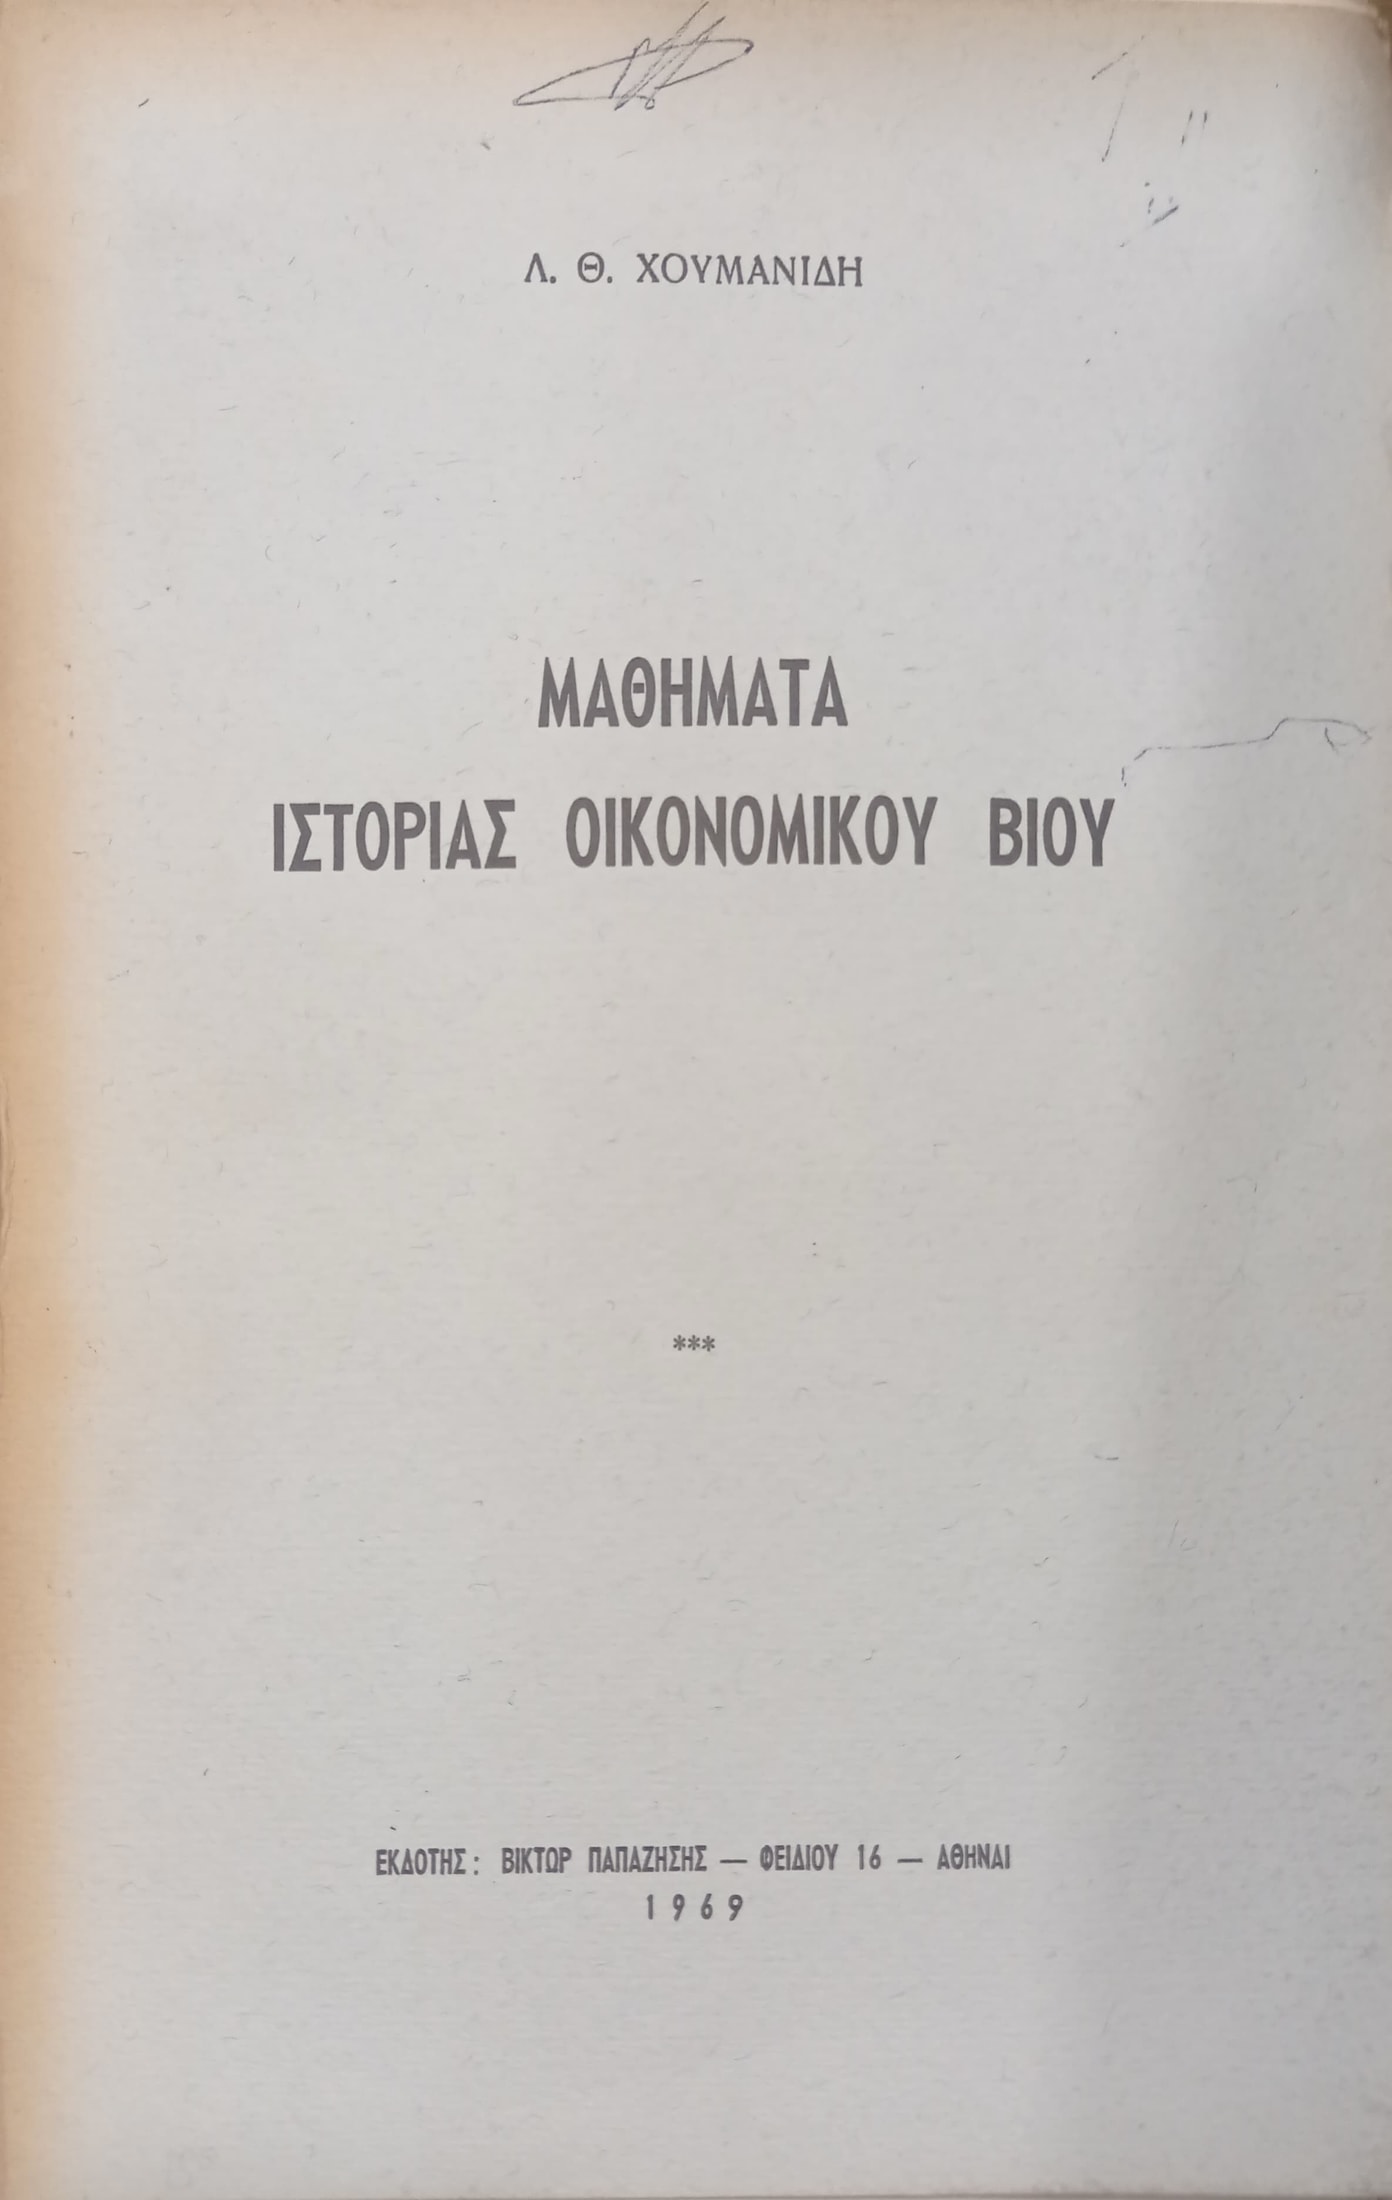 Λ. Θ. ΧΟΥΜΑΝΙΔΗ
ΜΑΘΗΜΑΤΑ
ΙΣΤΟΡΙΑΣ ΟΙΚΟΝΟΜΙΚΟΥ ΒΙΟΥ
***
ΕΚΔΟΤΗΣ: ΒΙΚΤΩΡ ΠΑΠΑΖΗΣΗΣ — ΦΕΙΔΙΟΥ 16 — ΑΘΗΝΑΙ
1969